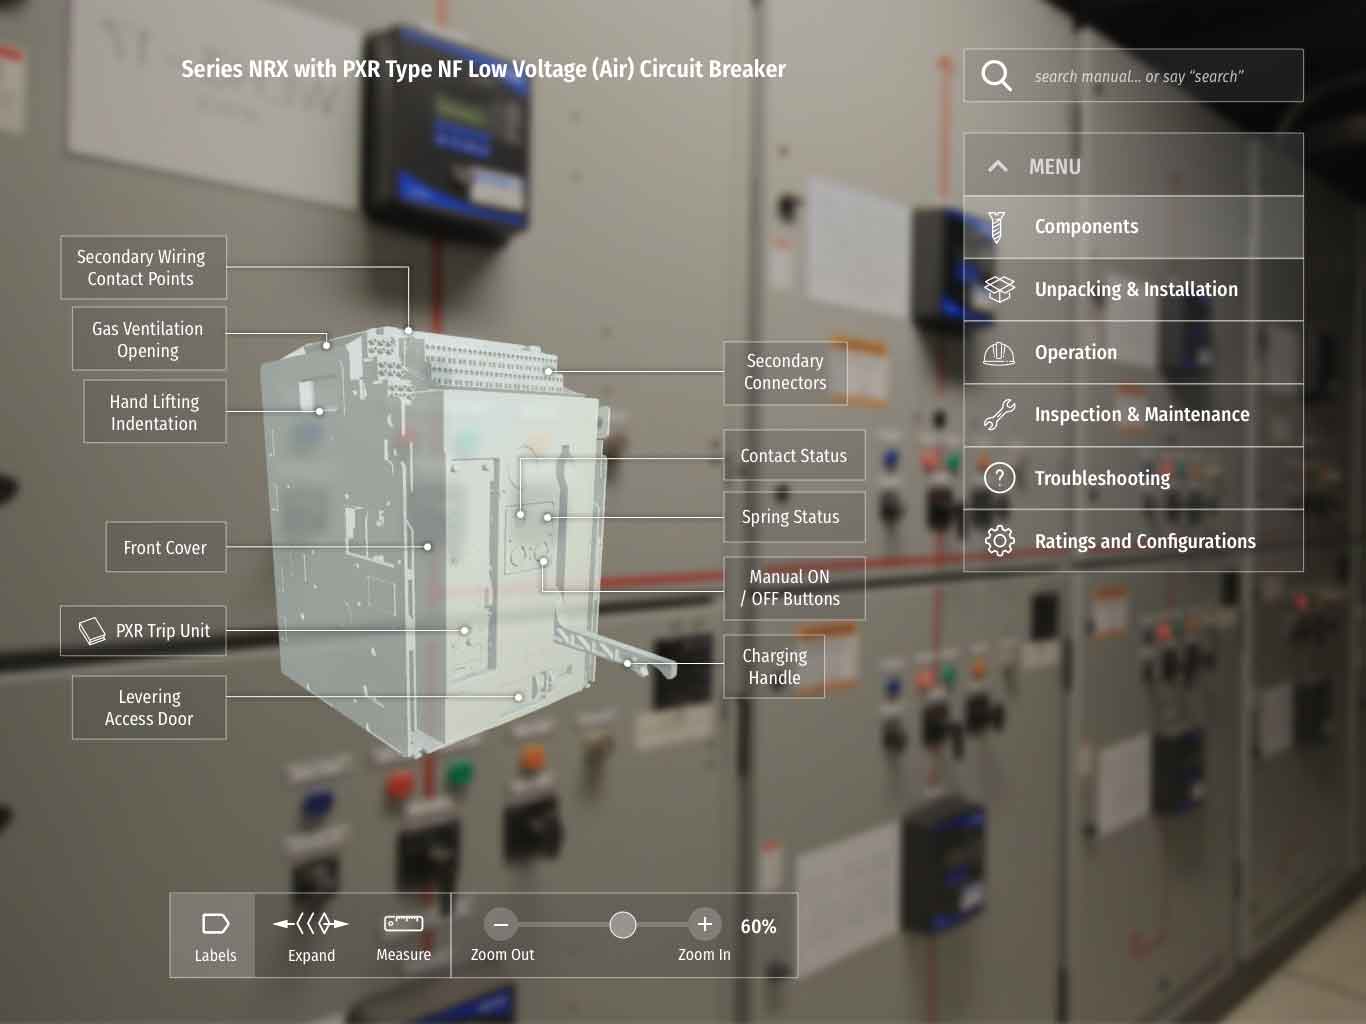 Series NRX with PXR Type NF Low Voltage (Air) Circuit Breaker
search manual... or say "search"
MENU
Components
Unpacking & Installation
Operation
Inspection & Maintenance
Troubleshooting
Ratings and Configurations
Secondary Wiring
Contact Points
Gas Ventilation
Opening
Hand Lifting
Indentation
Front Cover
PXR Trip Unit
Levering
Access Door
Secondary
Connectors
Contact Status
Spring Status
Manual ON
/ OFF Buttons
Charging
Handle
Labels
Expand
Measure
Zoom Out
Zoom In
60%